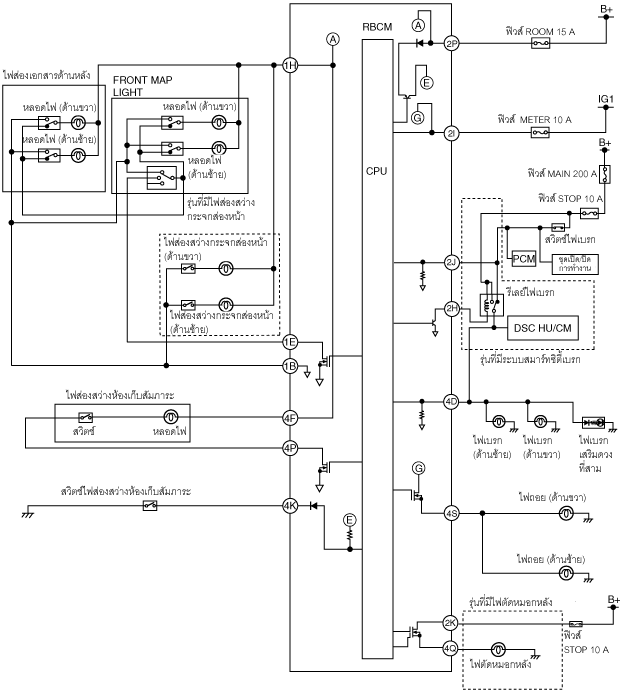 RBCM
CPU
A
A
E
G
B+
ฟิวส์ ROOM 15 A
2P
IG1
ฟิวส์ METER 10 A
2I
B+
ฟิวส์ MAIN 200 A
ฟิวส์ STOP 10 A
สวิตช์ไฟเบรก
PCM
ชุดเปิด/ปิด
การทำงาน
2J
รีเลย์ไฟเบรก
2H
DSC HU/CM
รุ่นที่มีระบบสมาร์ทซิตี้เบรก
4D
ไฟเบรก
(ด้านซ้าย)
ไฟเบรก
(ด้านขวา)
ไฟเบรก
เสริมดวง
ที่สาม
G
4S
ไฟถอย (ด้านขวา)
ไฟถอย (ด้านซ้าย)
รุ่นที่มีไฟตัดหมอกหลัง
B+
2K
ฟิวส์
STOP 10 A
4Q
ไฟตัดหมอกหลัง
1H
ไฟส่องเอกสารด้านหลัง
หลอดไฟ (ด้านขวา)
หลอดไฟ (ด้านซ้าย)
FRONT MAP
LIGHT
หลอดไฟ (ด้านขวา)
หลอดไฟ
(ด้านซ้าย)
รุ่นที่มีไฟส่องสว่าง
กระจกส่องหน้า
ไฟส่องสว่างกระจกส่องหน้า
(ด้านขวา)
ไฟส่องสว่างกระจกส่องหน้า
(ด้านซ้าย)
1E
1B
ไฟส่องสว่างห้องเก็บสัมภาระ
สวิตช์
หลอดไฟ
4F
4P
สวิตช์ไฟส่องสว่างห้องเก็บสัมภาระ
4K
E